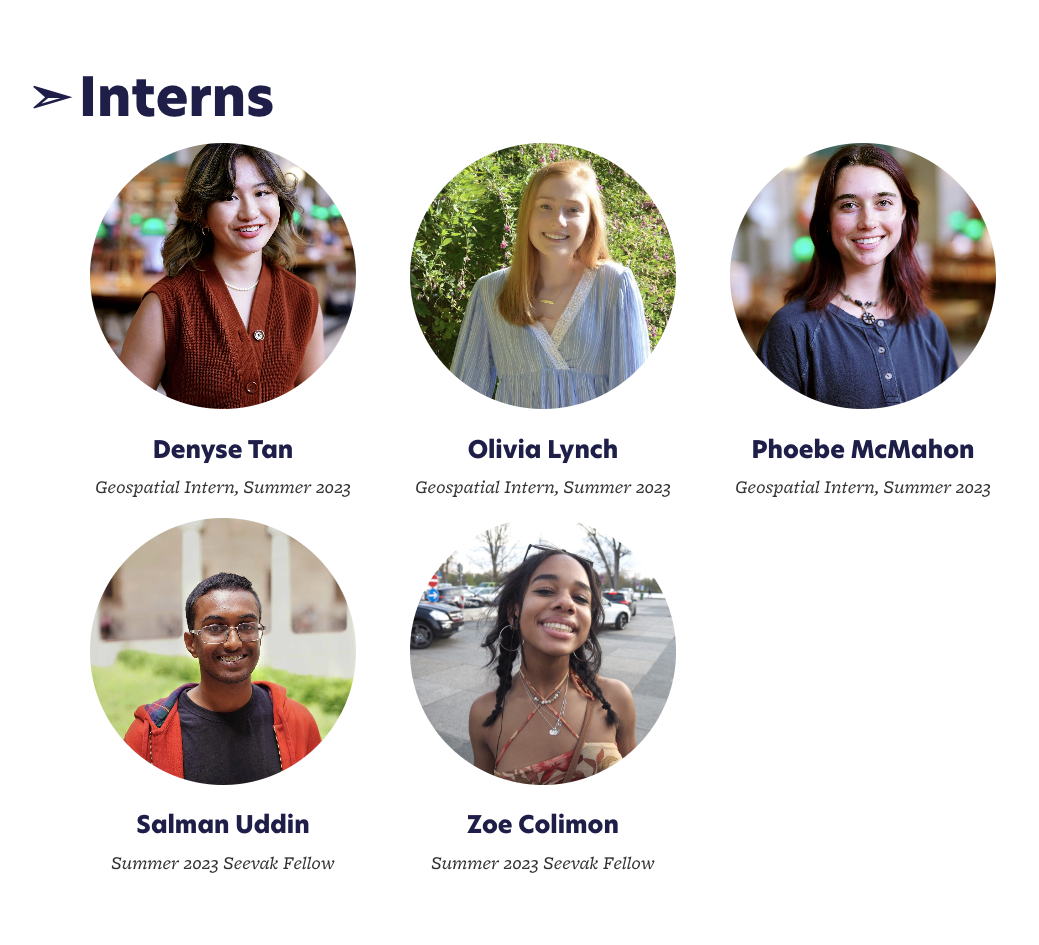 Interns
Denyse Tan
Olivia Lynch
Phoebe McMahon
Geospatial Intern, Summer 2023
Geospatial Intern, Summer 2023
Geospatial Intern, Summer 2023
Salman Uddin
Zoe Colimon
Summer 2023 Seevak Fellow
Summer 2023 Seevak Fellow